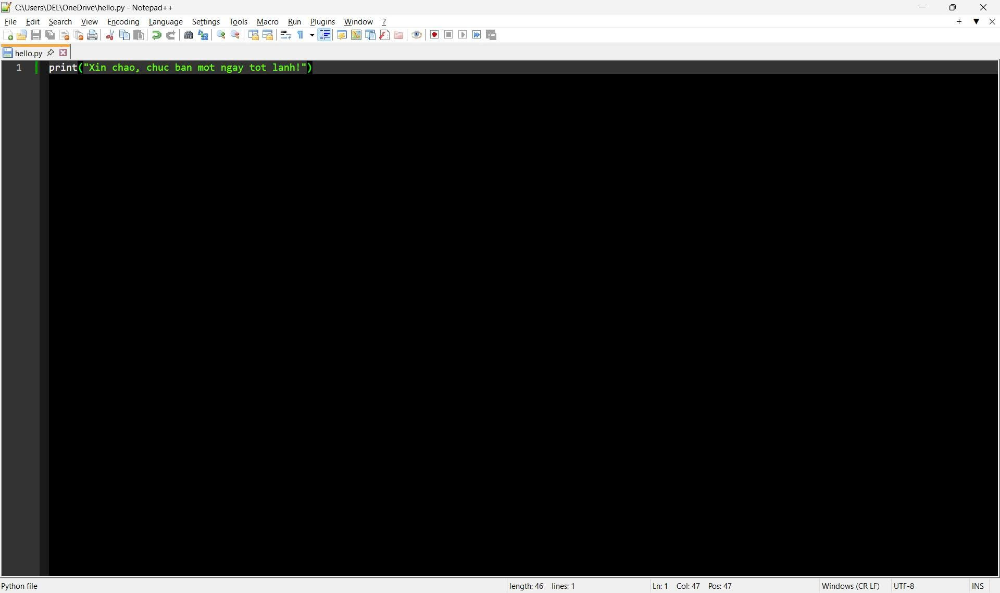 C:\Users\DEL\OneDrive\hello.py - Notepad++
File Edit Search View Encoding Language Settings Tools Macro Run Plugins Window ?
hello.py
1 print("Xin chao, chuc ban mot ngay tot lanh!")
Python file length: 46 lines: 1 Ln: 1 Col: 47 Pos: 47 Windows (CR LF) UTF-8 INS